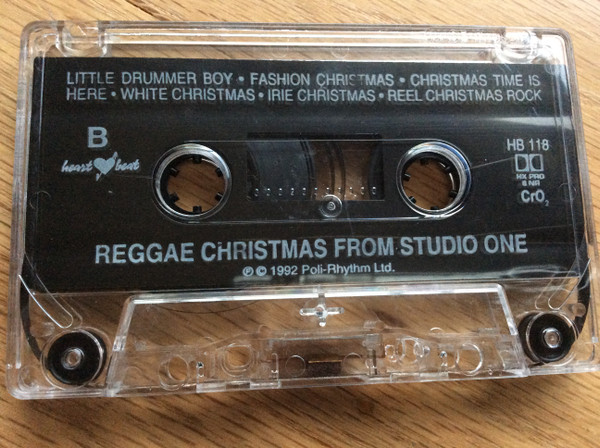 LITTLE DRUMMER BOY • FASHION CHRISTMAS • CHRISTMAS TIME IS
HERE • WHITE CHRISTMAS • IRIE CHRISTMAS • REEL CHRISTMAS ROCK
B
heart beat
HB 118
HX PRO
B NR
CrO₂
REGGAE CHRISTMAS FROM STUDIO ONE
℗ © 1992 Poli-Rhythm Ltd.